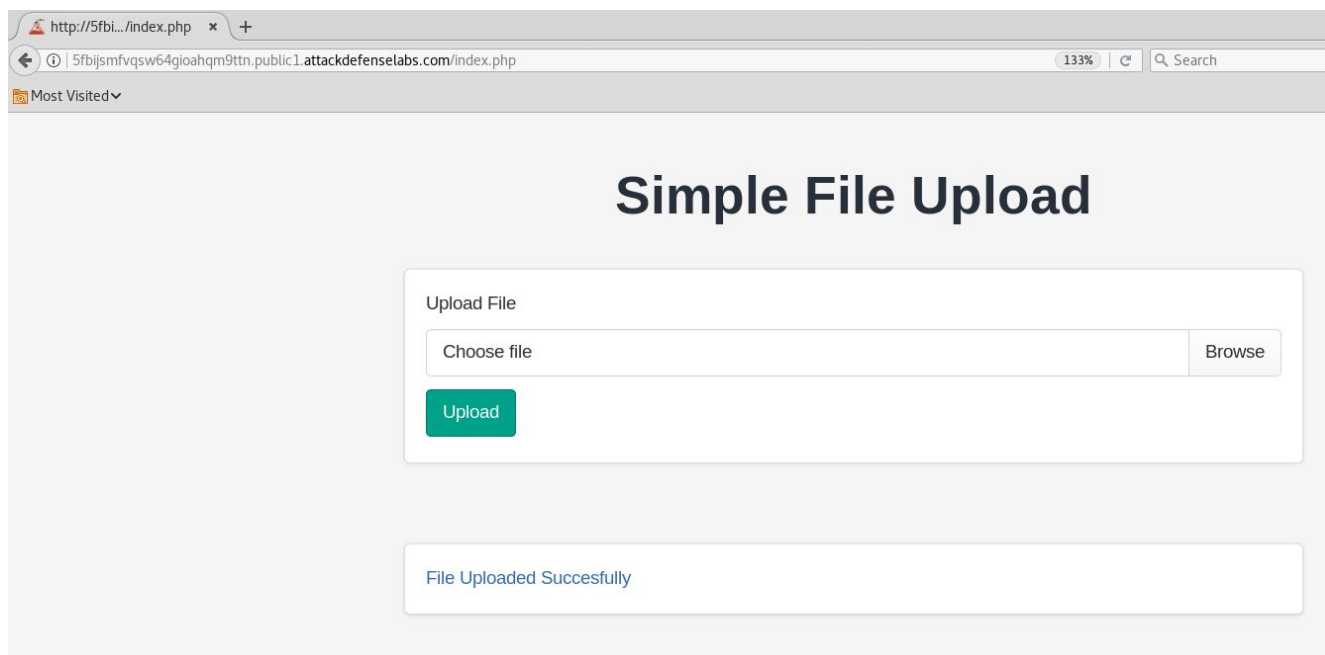 http://5fbi.../index.php × +
5fbijsmfvqsw64gioahqm9ttn.public1.attackdefenselabs.com/index.php 133% Search
Most Visited
Simple File Upload
Upload File
Choose file Browse
Upload
File Uploaded Succesfully